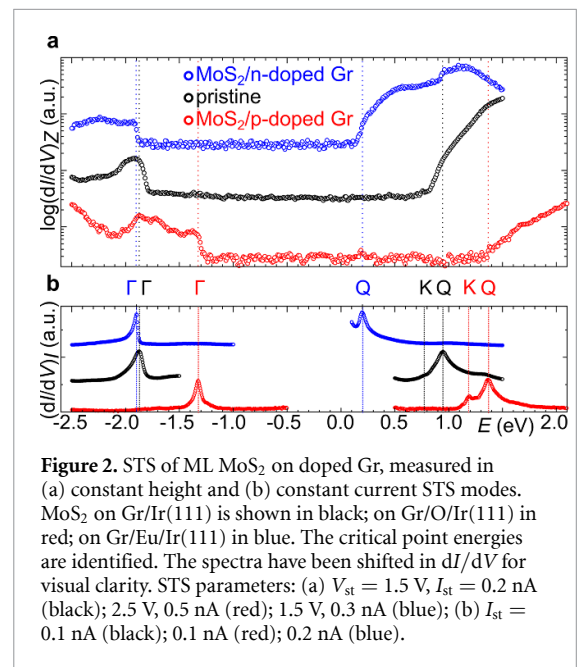 a
MoS₂/n-doped Gr
pristine
MoS₂/p-doped Gr
log(dI/dV)Z (a.u.)
b
Γ Γ Γ Q K Q K Q
(dI/dV)I (a.u.)
-2.5 -2.0 -1.5 -1.0 -0.5 0.0 0.5 1.0 E (eV) 2.0
Figure 2. STS of ML MoS₂ on doped Gr, measured in
(a) constant height and (b) constant current STS modes.
MoS₂ on Gr/Ir(111) is shown in black; on Gr/O/Ir(111) in
red; on Gr/Eu/Ir(111) in blue. The critical point energies
are identified. The spectra have been shifted in dI/dV for
visual clarity. STS parameters: (a) Vst = 1.5 V, Ist = 0.2 nA
(black); 2.5 V, 0.5 nA (red); 1.5 V, 0.3 nA (blue); (b) Ist =
0.1 nA (black); 0.1 nA (red); 0.2 nA (blue).